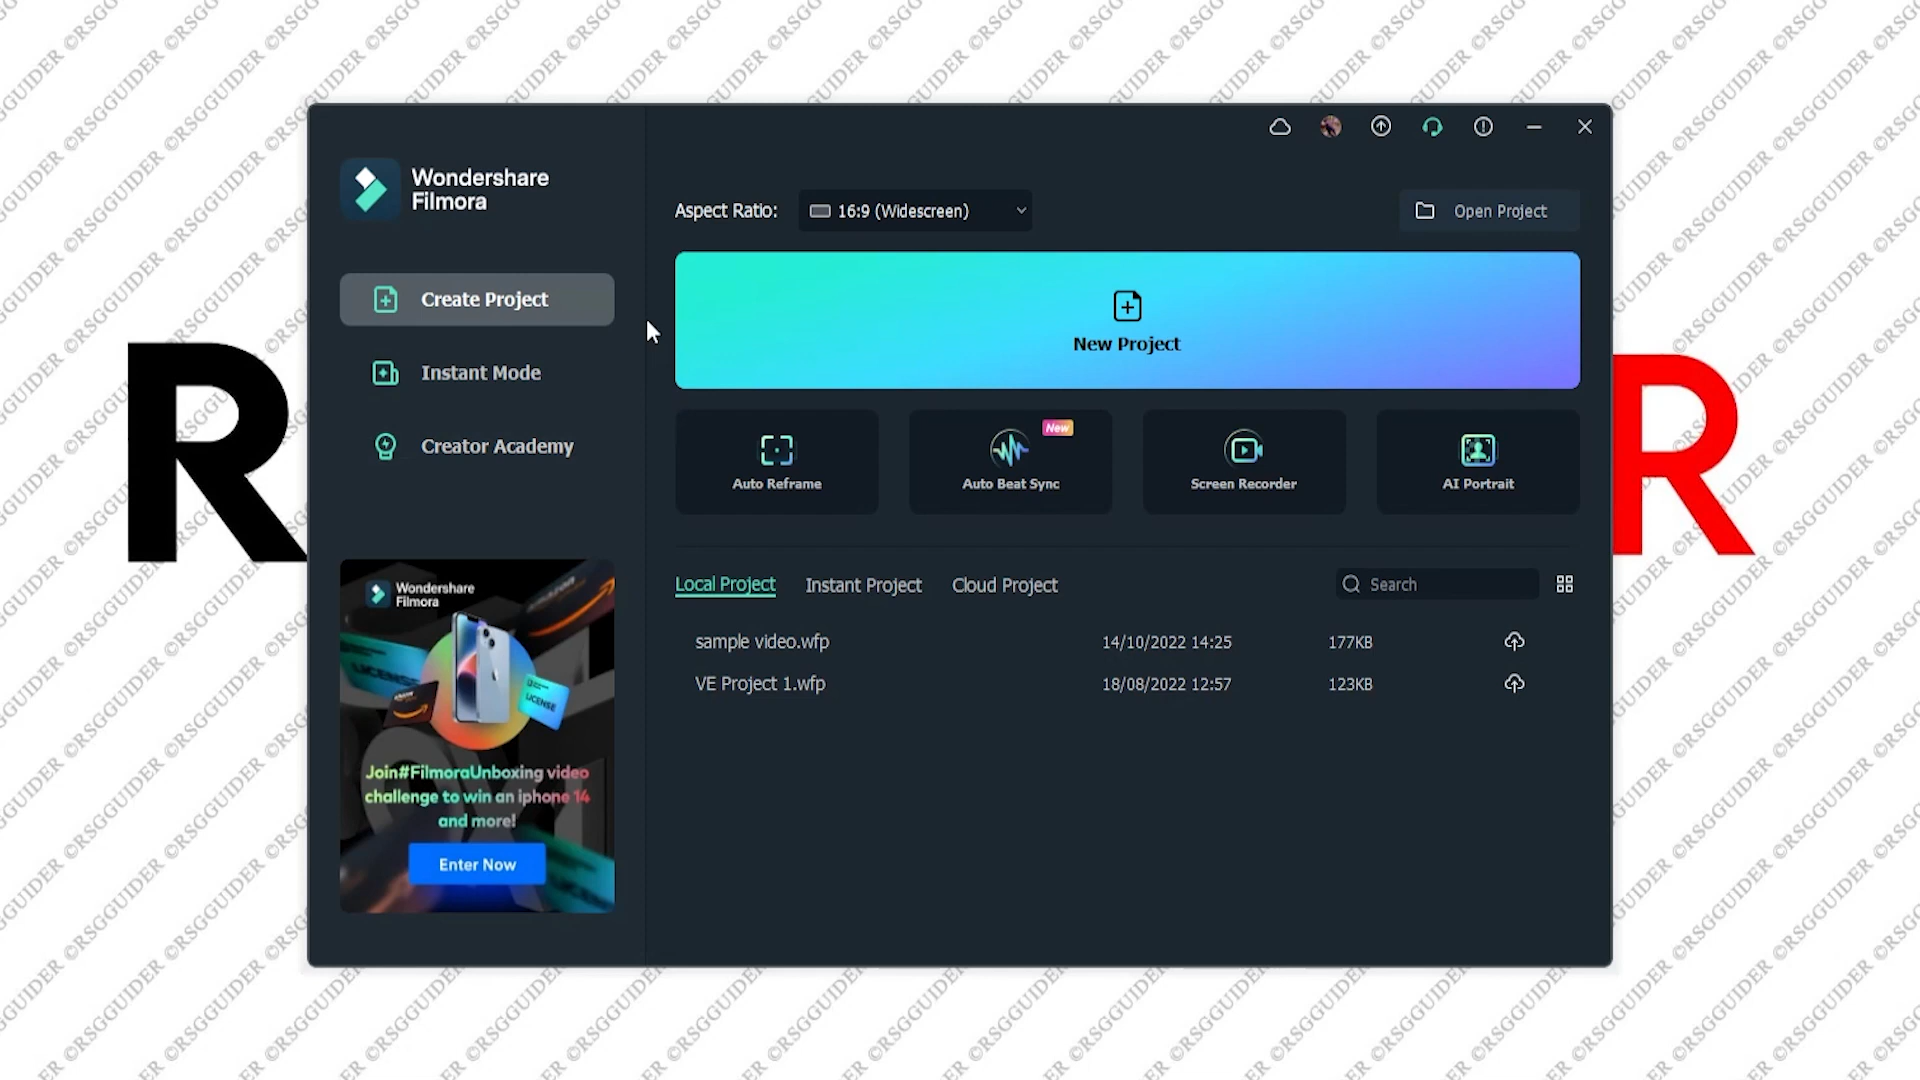 Wondershare
Filmora
Aspect Ratio:
16:9 (Widescreen)
Open Project
Create Project
Instant Mode
Creator Academy
New Project
Auto Reframe
New
Auto Beat Sync
Screen Recorder
AI Portrait
Local Project
Instant Project
Cloud Project
Search
sample video.wfp
14/10/2022 14:25
177KB
VE Project 1.wfp
18/08/2022 12:57
123KB
Wondershare
Filmora
LICENSE
Join#FilmoraUnboxing video
challenge to win an iphone 14
and more!
Enter Now
R
R
©RSGGUIDER